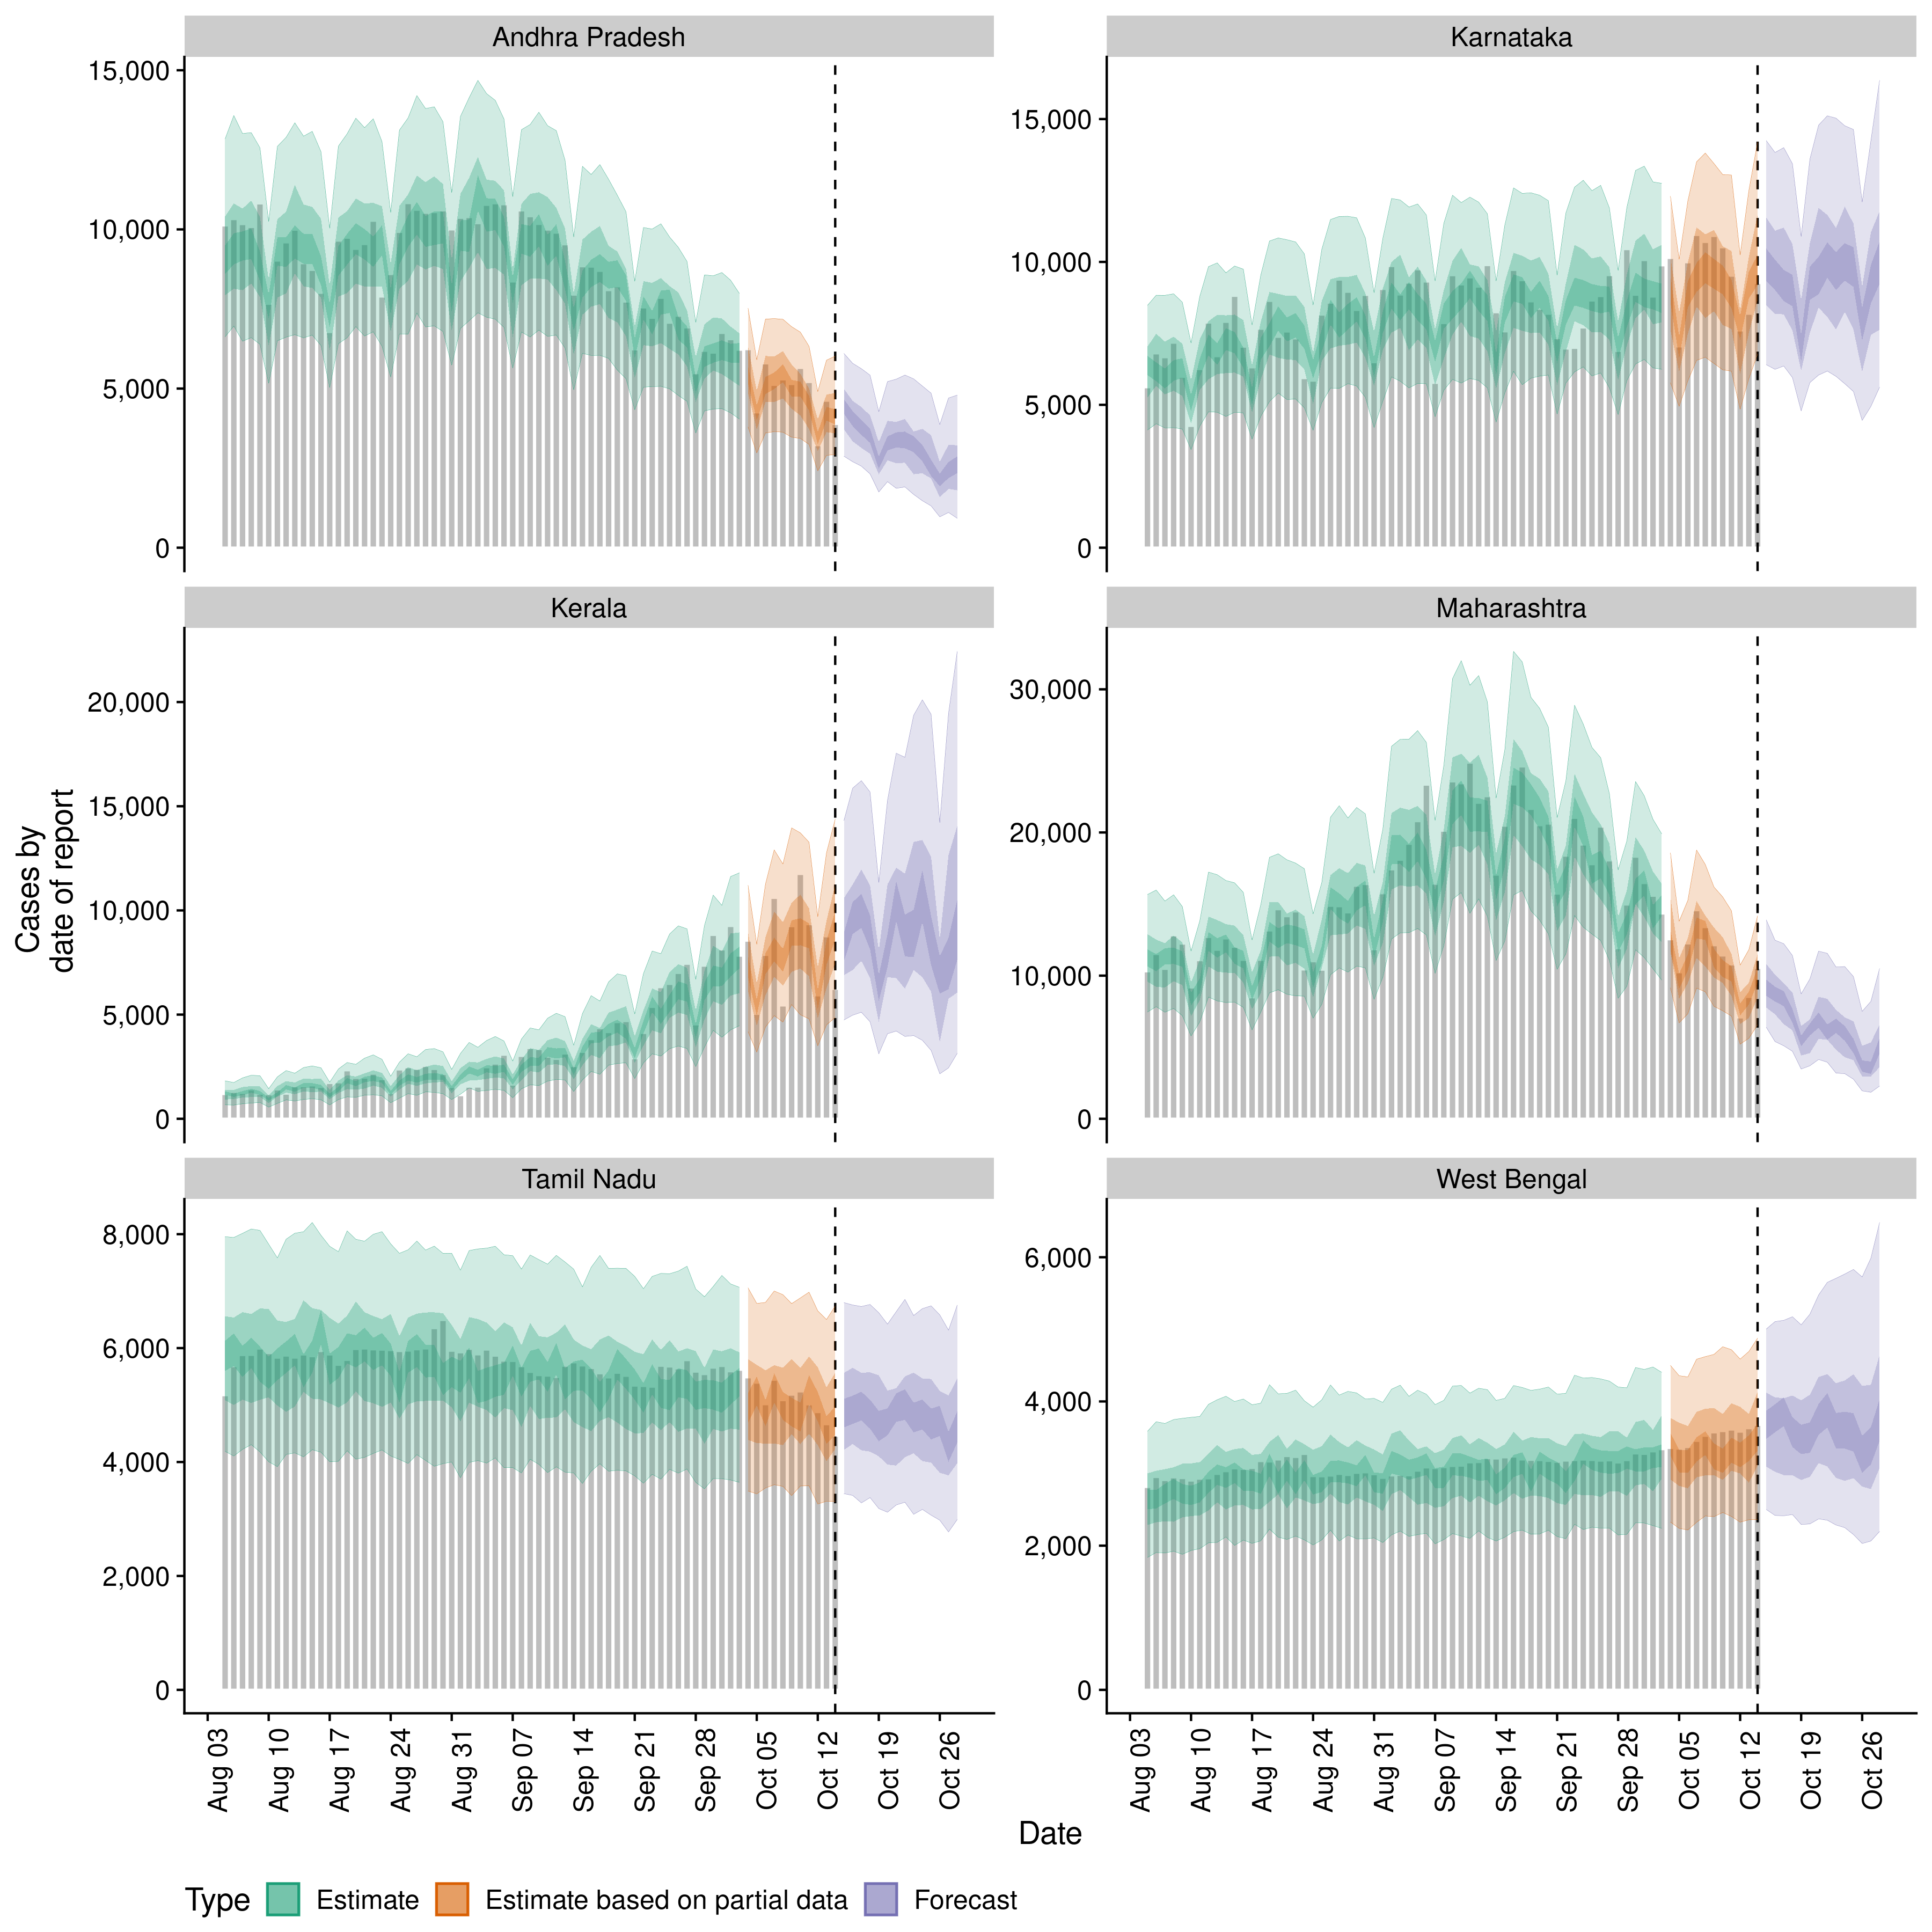 Andhra Pradesh
Karnataka
15,000
10,000
5,000
0
15,000
10,000
5,000
0
Kerala
Maharashtra
20,000
15,000
10,000
5,000
0
30,000
20,000
10,000
0
Cases by
date of report
Tamil Nadu
West Bengal
8,000
6,000
4,000
2,000
0
6,000
4,000
2,000
0
Aug 03
Aug 10
Aug 17
Aug 24
Aug 31
Sep 07
Sep 14
Sep 21
Sep 28
Oct 05
Oct 12
Oct 19
Oct 26
Aug 03
Aug 10
Aug 17
Aug 24
Aug 31
Sep 07
Sep 14
Sep 21
Sep 28
Oct 05
Oct 12
Oct 19
Oct 26
Date
Type Estimate Estimate based on partial data Forecast